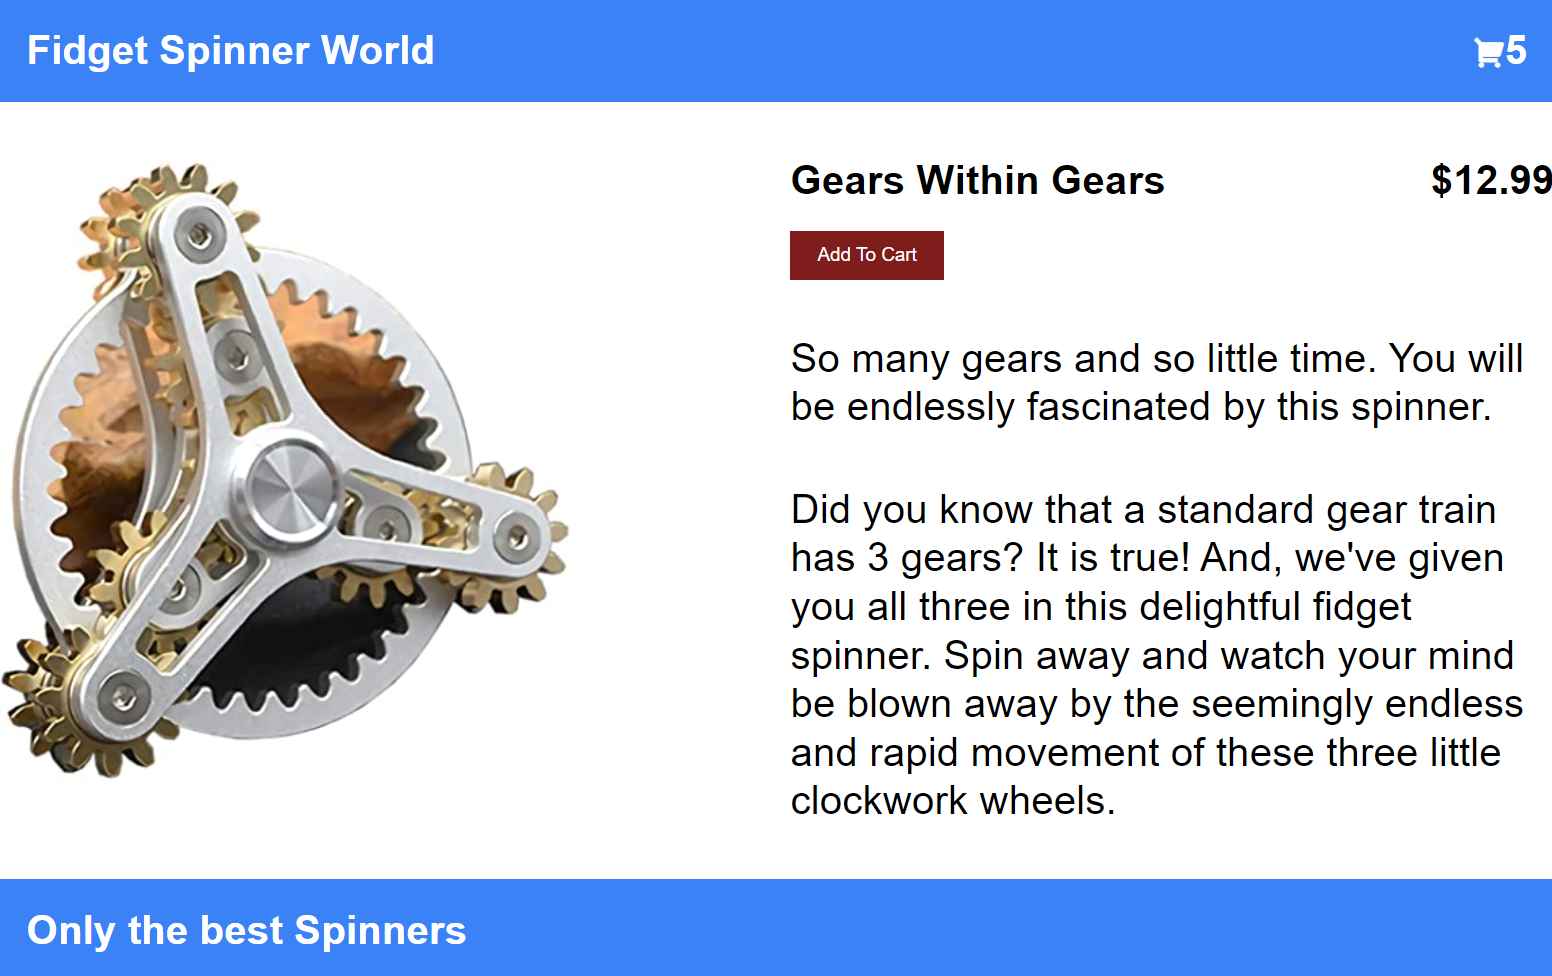 Fidget Spinner World
5
Gears Within Gears
$12.99
Add To Cart
So many gears and so little time. You will
be endlessly fascinated by this spinner.
Did you know that a standard gear train
has 3 gears? It is true! And, we've given
you all three in this delightful fidget
spinner. Spin away and watch your mind
be blown away by the seemingly endless
and rapid movement of these three little
clockwork wheels.
Only the best Spinners